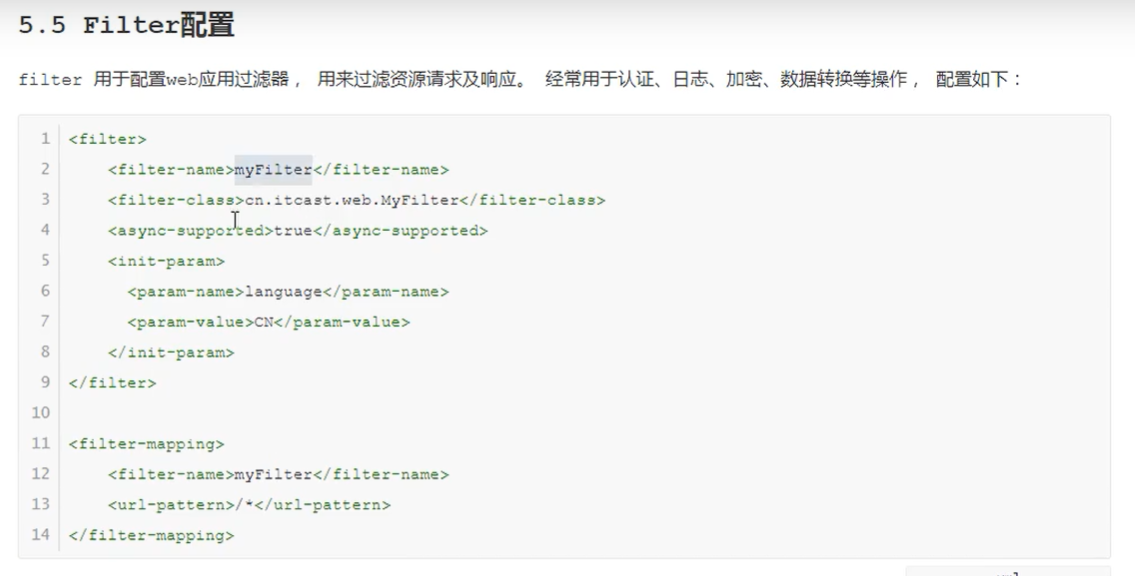 5.5 Filter配置
filter 用于配置web应用过滤器， 用来过滤资源请求及响应。 经常用于认证、日志、加密、数据转换等操作， 配置如下：
1 <filter>
2 <filter-name>myFilter</filter-name>
3 <filter-class>cn.itcast.web.MyFilter</filter-class>
4 <async-supported>true</async-supported>
5 <init-param>
6 <param-name>language</param-name>
7 <param-value>CN</param-value>
8 </init-param>
9 </filter>
10
11 <filter-mapping>
12 <filter-name>myFilter</filter-name>
13 <url-pattern>/*</url-pattern>
14 </filter-mapping>